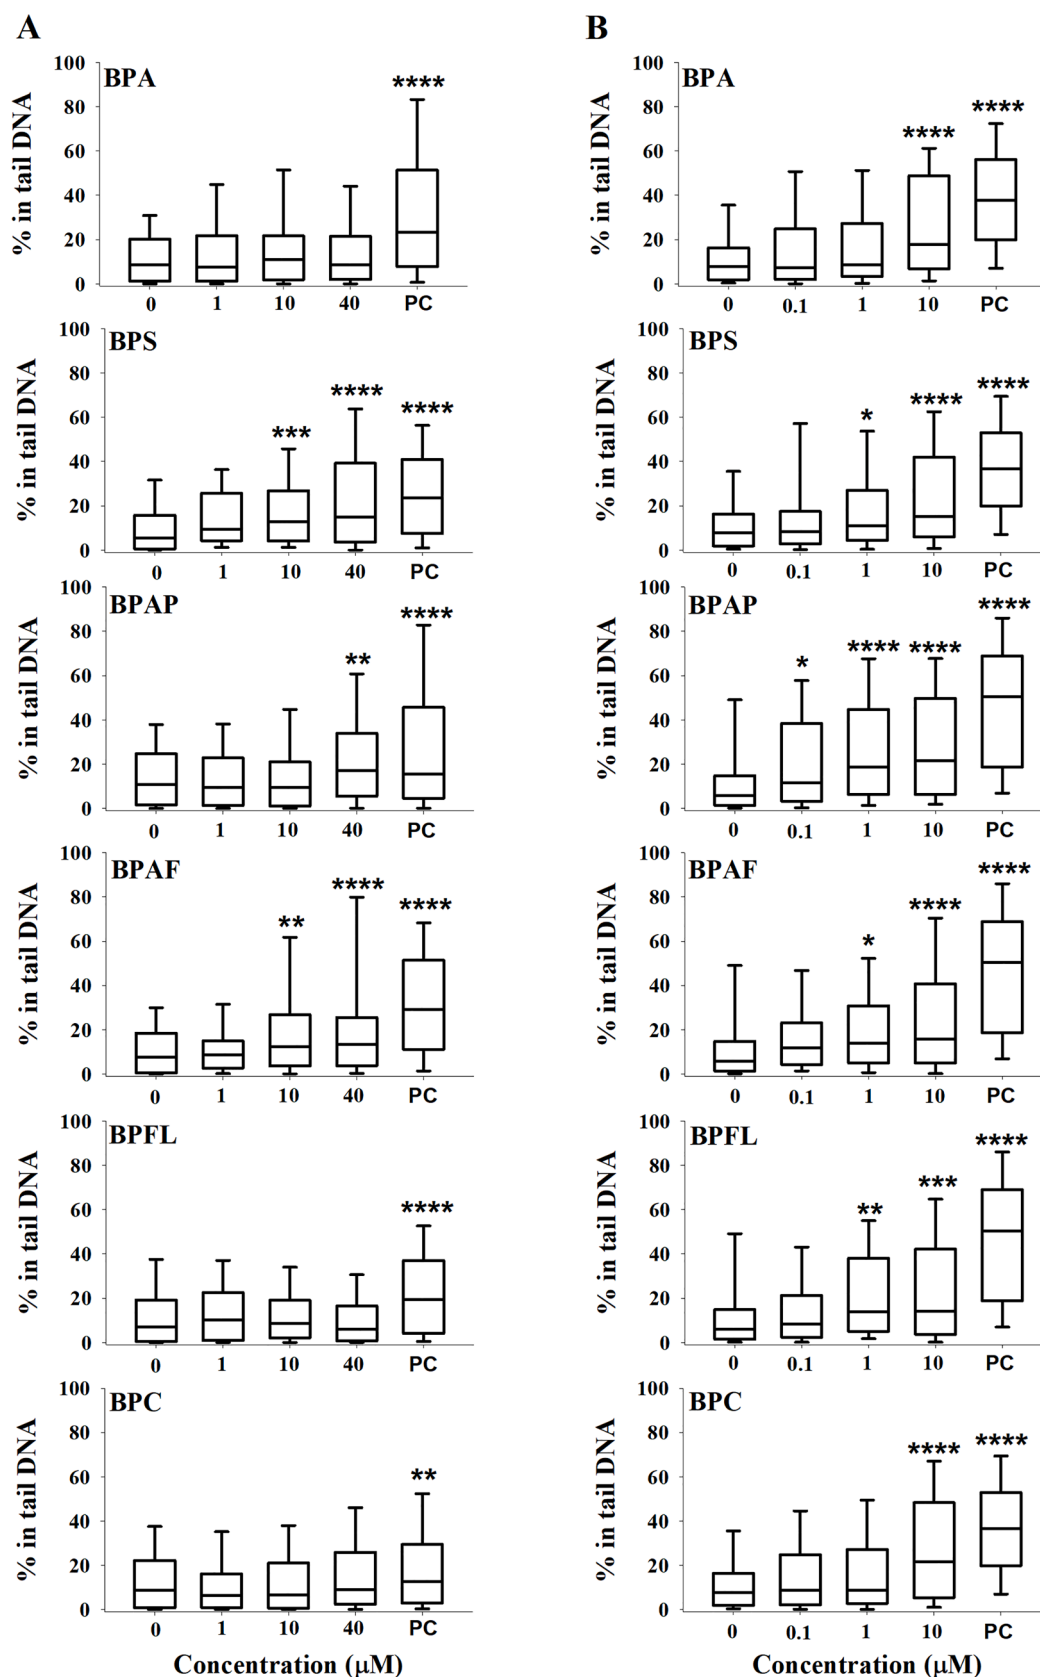 A
BPA
% in tail DNA
100
80
60
40
20
0
****
0 1 10 40 PC
BPS
% in tail DNA
100
80
60
40
20
0
*** **** ****
0 1 10 40 PC
BPAP
% in tail DNA
100
80
60
40
20
0
** ****
0 1 10 40 PC
BPAF
% in tail DNA
100
80
60
40
20
0
** **** ****
0 1 10 40 PC
BPFL
% in tail DNA
100
80
60
40
20
0
****
0 1 10 40 PC
BPC
% in tail DNA
100
80
60
40
20
0
**
0 1 10 40 PC
Concentration (μM)
B
BPA
% in tail DNA
100
80
60
40
20
0
**** ****
0 0.1 1 10 PC
BPS
% in tail DNA
100
80
60
40
20
0
* **** ****
0 0.1 1 10 PC
BPAP
% in tail DNA
100
80
60
40
20
0
* **** **** ****
0 0.1 1 10 PC
BPAF
% in tail DNA
100
80
60
40
20
0
* **** ****
0 0.1 1 10 PC
BPFL
% in tail DNA
100
80
60
40
20
0
** *** ****
0 0.1 1 10 PC
BPC
% in tail DNA
100
80
60
40
20
0
**** ****
0 0.1 1 10 PC
Concentration (μM)